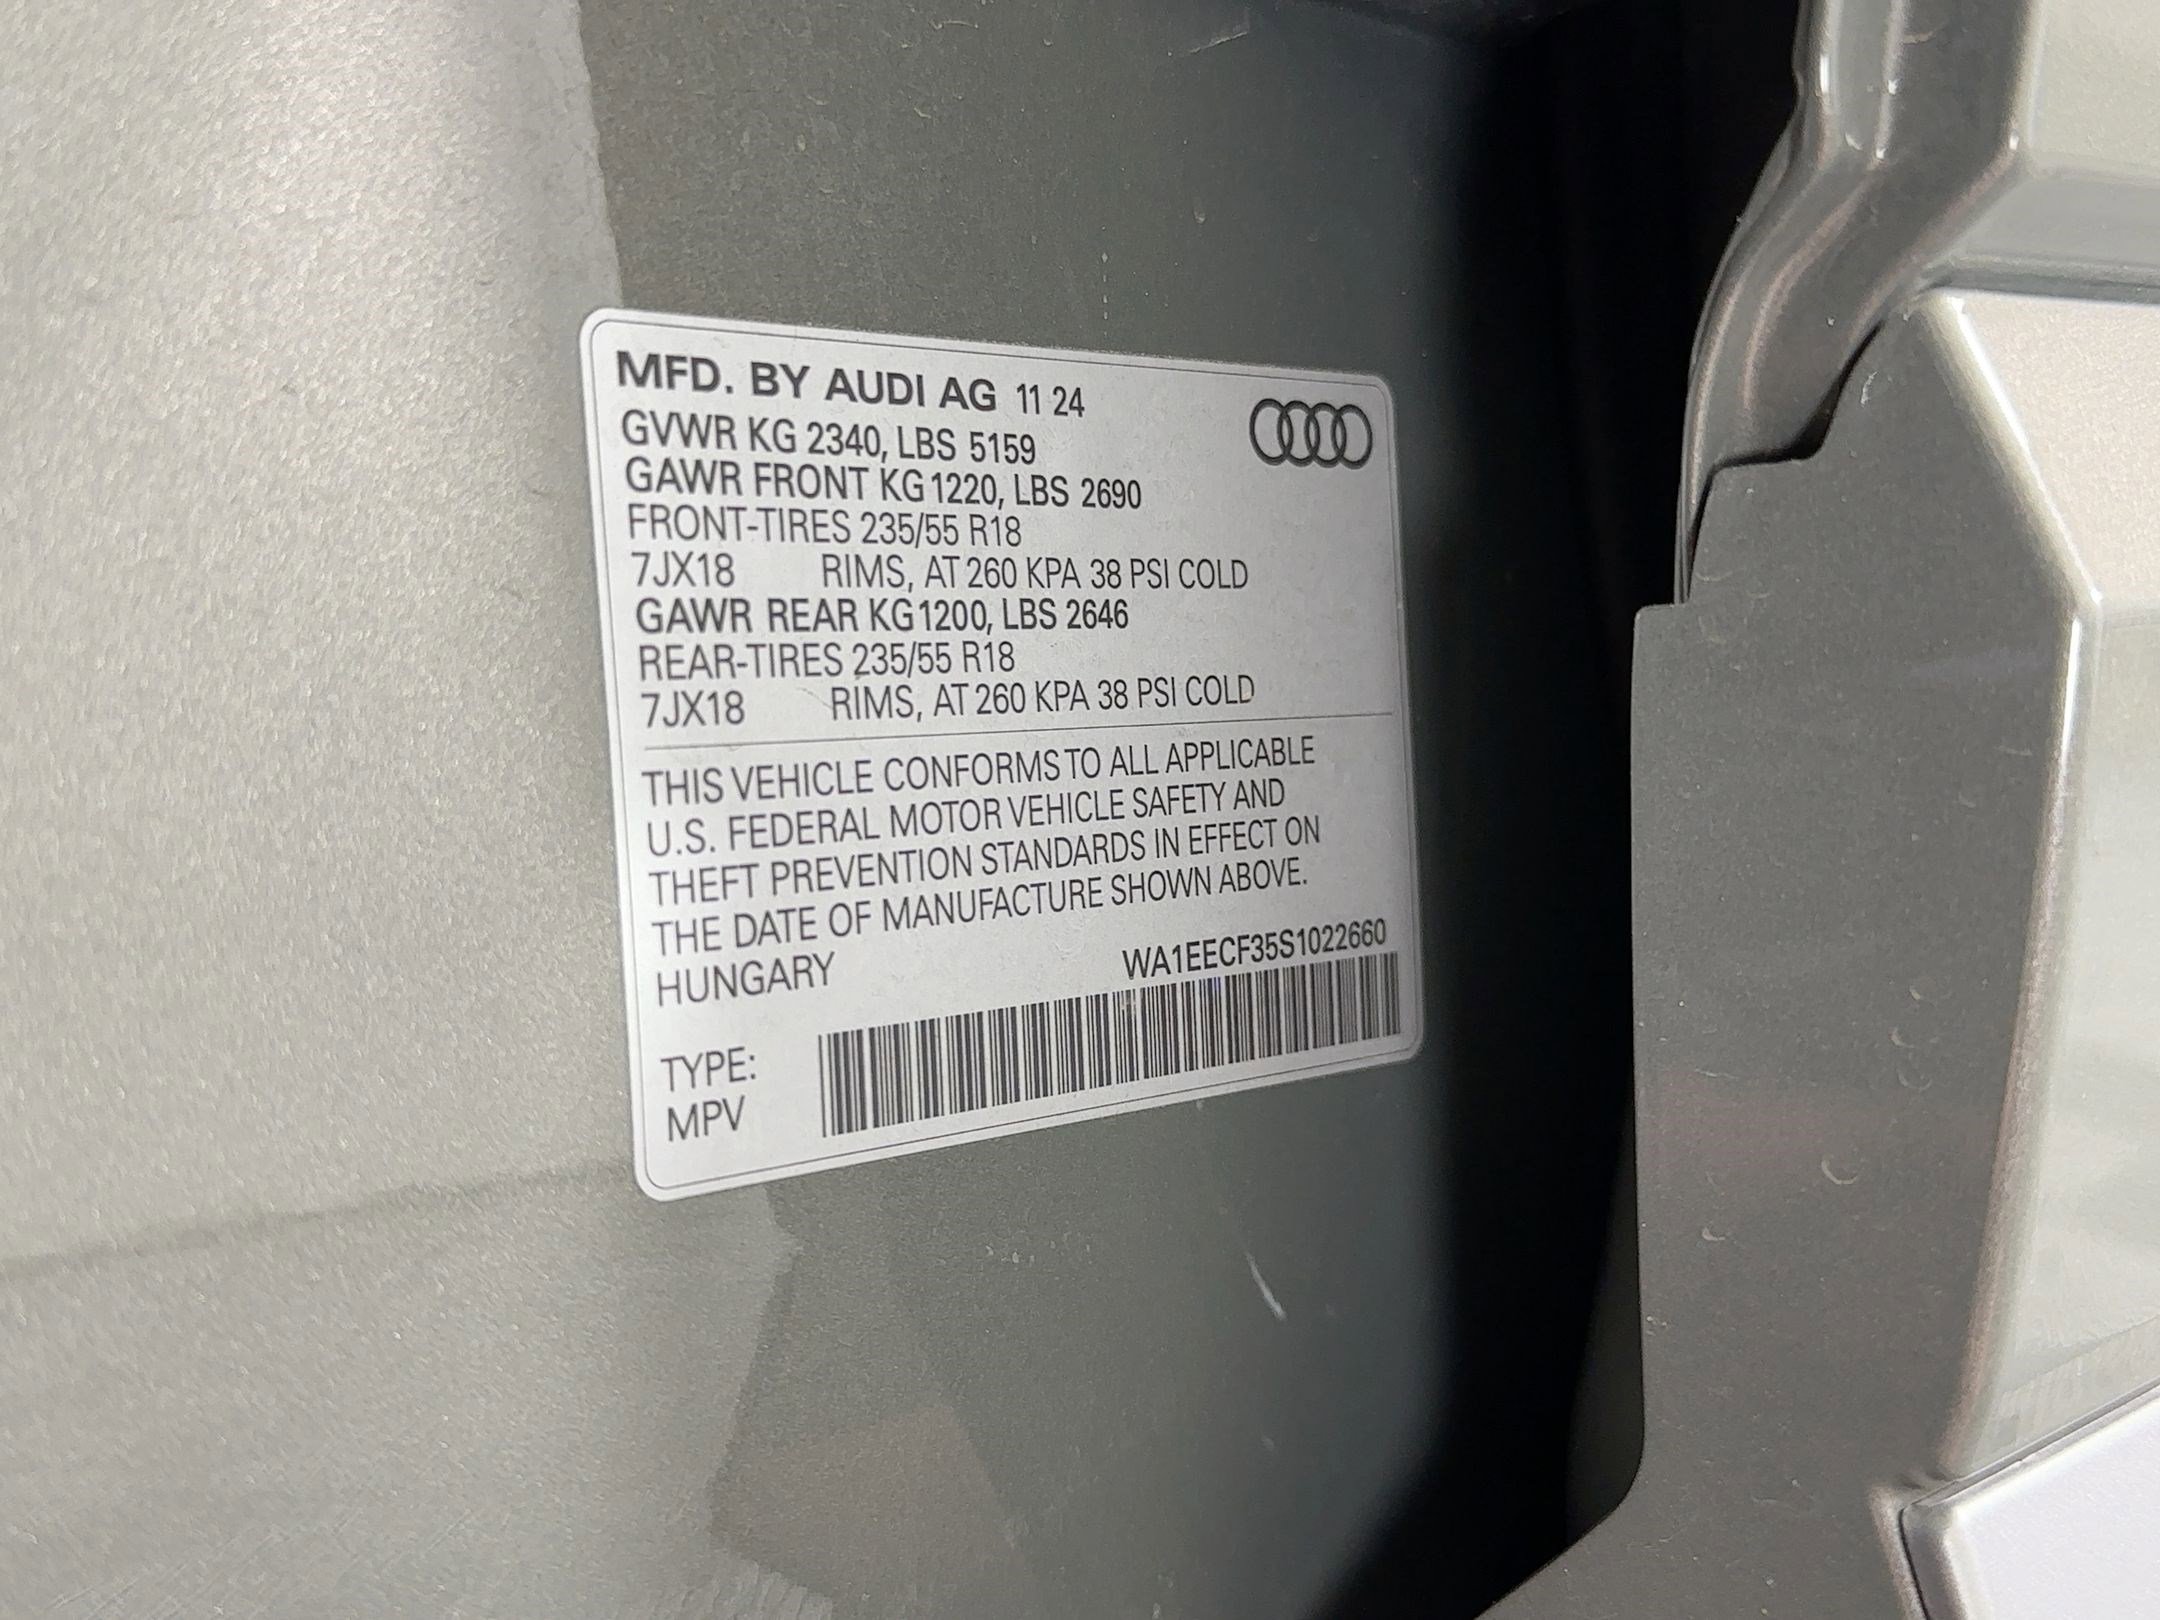 MFD. BY AUDI AG 11 24
GVWR KG 2340, LBS 5159
GAWR FRONT KG 1220, LBS 2690
FRONT-TIRES 235/55 R18
7JX18 RIMS, AT 260 KPA 38 PSI COLD
GAWR REAR KG 1200, LBS 2646
REAR-TIRES 235/55 R18
7JX18 RIMS, AT 260 KPA 38 PSI COLD
THIS VEHICLE CONFORMS TO ALL APPLICABLE
U.S. FEDERAL MOTOR VEHICLE SAFETY AND
THEFT PREVENTION STANDARDS IN EFFECT ON
THE DATE OF MANUFACTURE SHOWN ABOVE.
HUNGARY WA1EECF35S1022660
TYPE:
MPV